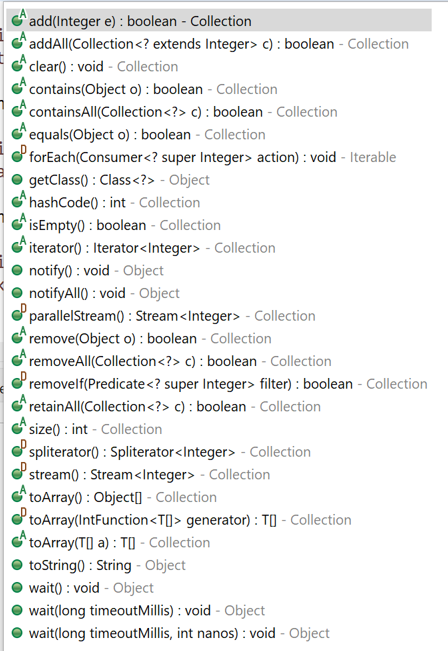 add(Integer e) : boolean - Collection
addAll(Collection<? extends Integer> c) : boolean - Collection
clear() : void - Collection
contains(Object o) : boolean - Collection
containsAll(Collection<?> c) : boolean - Collection
equals(Object o) : boolean - Collection
forEach(Consumer<? super Integer> action) : void - Iterable
getClass() : Class<?> - Object
hashCode() : int - Collection
isEmpty() : boolean - Collection
iterator() : Iterator<Integer> - Collection
notify() : void - Object
notifyAll() : void - Object
parallelStream() : Stream<Integer> - Collection
remove(Object o) : boolean - Collection
removeAll(Collection<?> c) : boolean - Collection
removeIf(Predicate<? super Integer> filter) : boolean - Collection
retainAll(Collection<?> c) : boolean - Collection
size() : int - Collection
spliterator() : Spliterator<Integer> - Collection
stream() : Stream<Integer> - Collection
toArray() : Object[] - Collection
toArray(IntFunction<T[]> generator) : T[] - Collection
toArray(T[] a) : T[] - Collection
toString() : String - Object
wait() : void - Object
wait(long timeoutMillis) : void - Object
wait(long timeoutMillis, int nanos) : void - Object